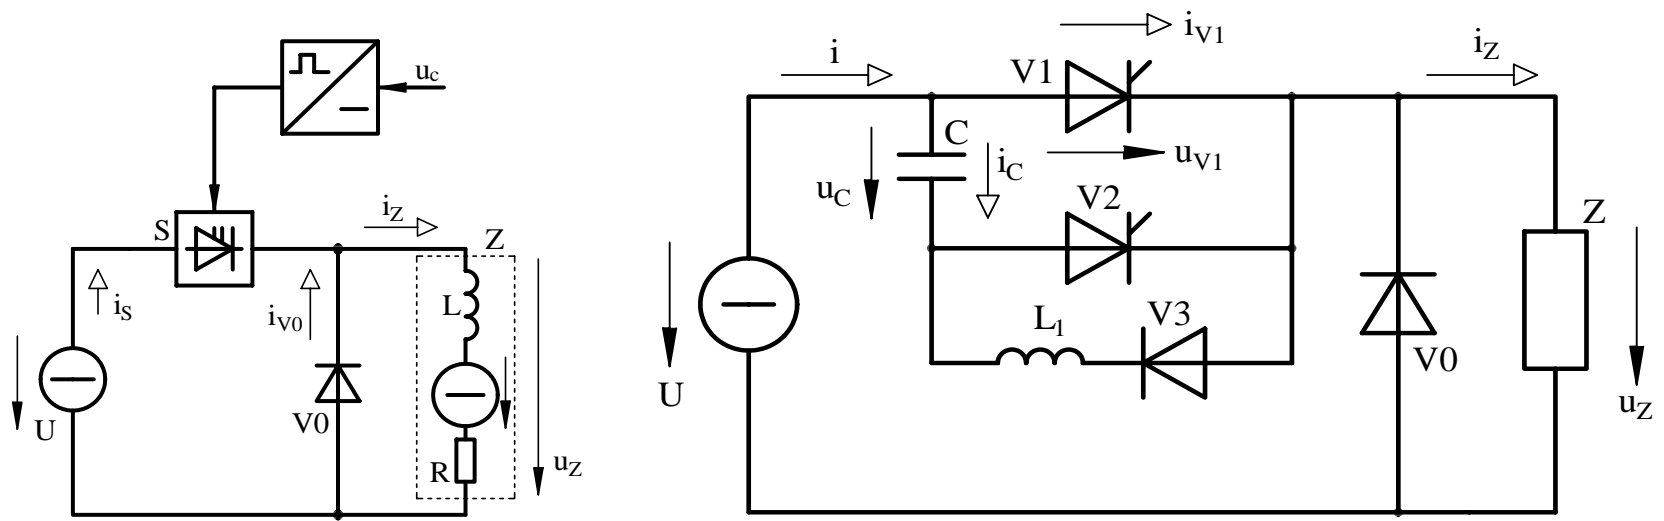 u_c
S
i_Z
Z
i_S
i_V0
L
U
V0
R
u_Z
i
i_V1
i_Z
V1
C
i_C
u_V1
u_C
V2
Z
L_1
V3
U
V0
u_Z